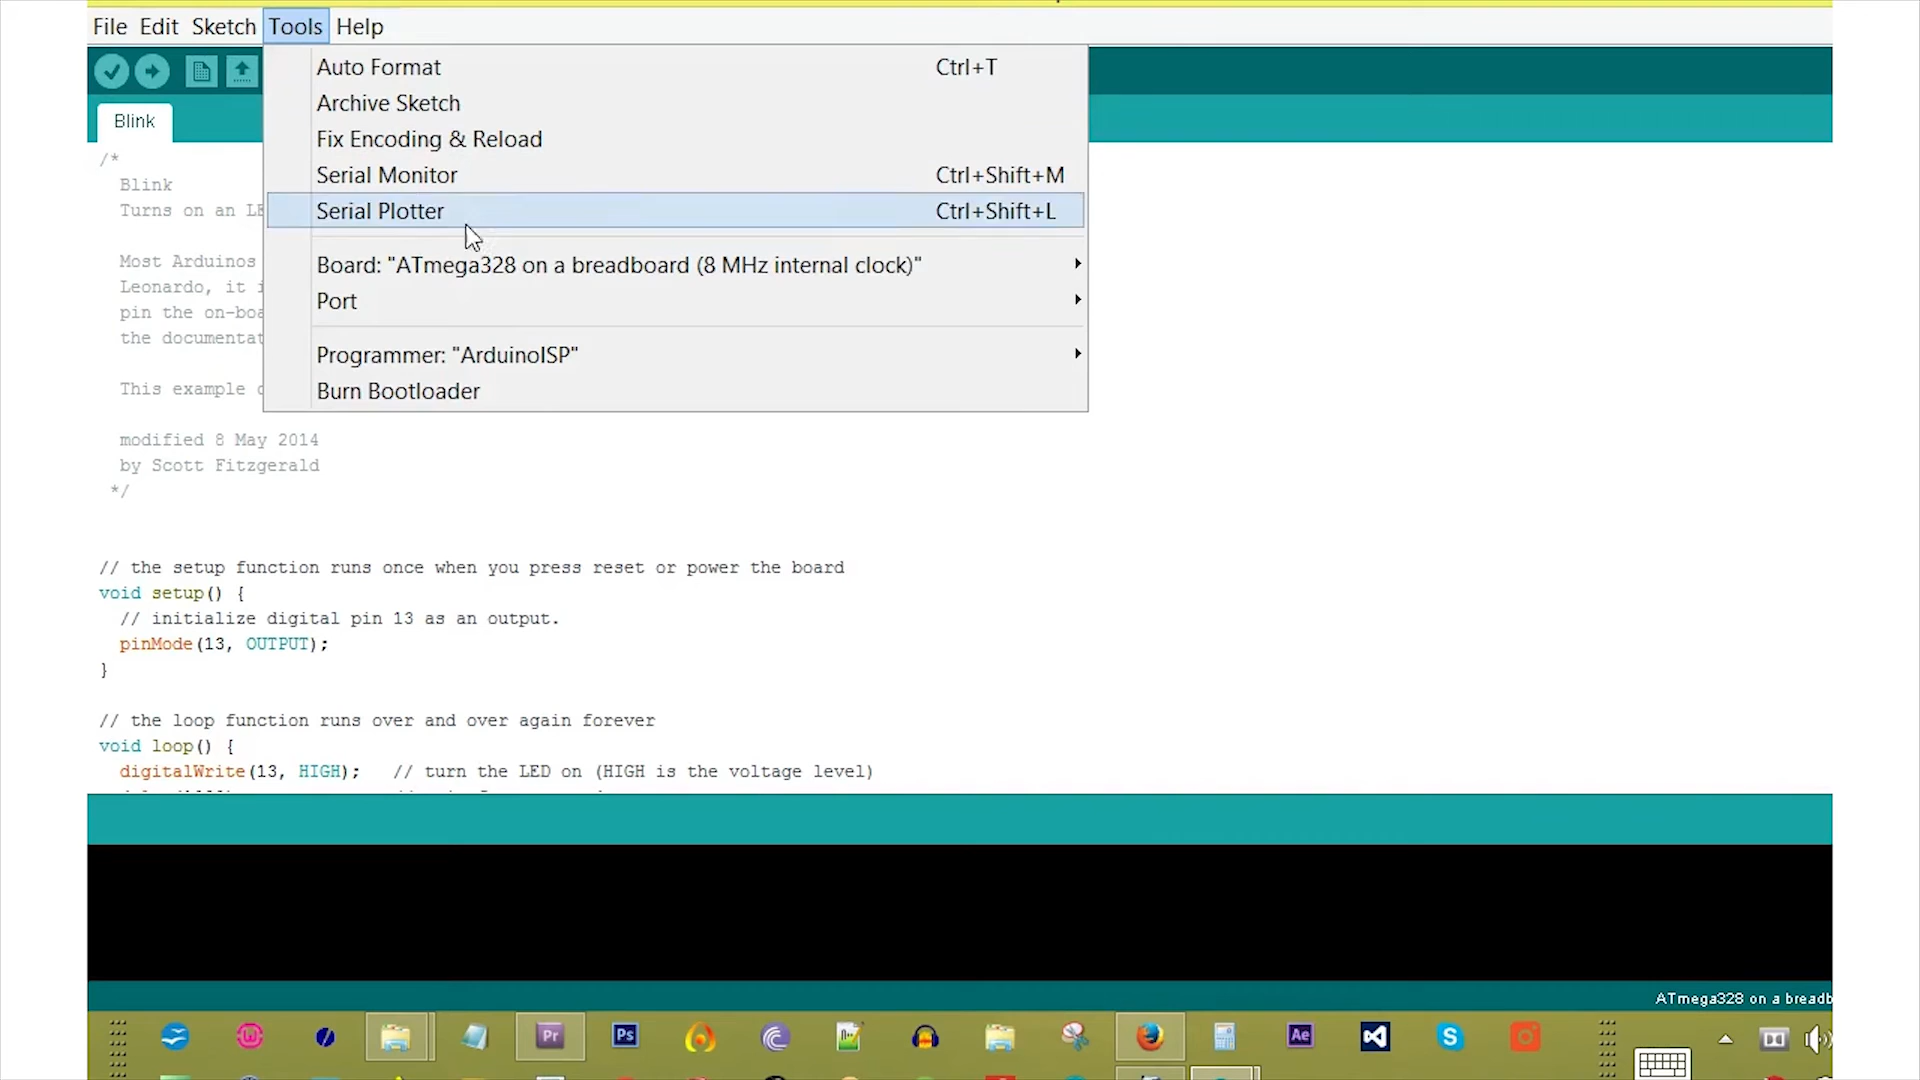 File Edit Sketch Tools Help
Auto Format Ctrl+T
Archive Sketch
Fix Encoding & Reload
Serial Monitor Ctrl+Shift+M
Serial Plotter Ctrl+Shift+L
Board: "ATmega328 on a breadboard (8 MHz internal clock)"
Port
Programmer: "ArduinoISP"
Burn Bootloader
Blink
/*
Blink
Turns on an
Most Arduinos
Leonardo, it
pin the
the
This example
modified 8 May 2014
by Scott Fitzgerald
*/
// the setup function runs once when you press reset or power the board
void setup() {
// initialize digital pin 13 as an output.
pinMode(13, OUTPUT);
}
// the loop function runs over and over again forever
void loop() {
digitalWrite(13, HIGH); // turn the LED on (HIGH is the voltage level)
ATmega328 on a
Pr
Ps
Ae